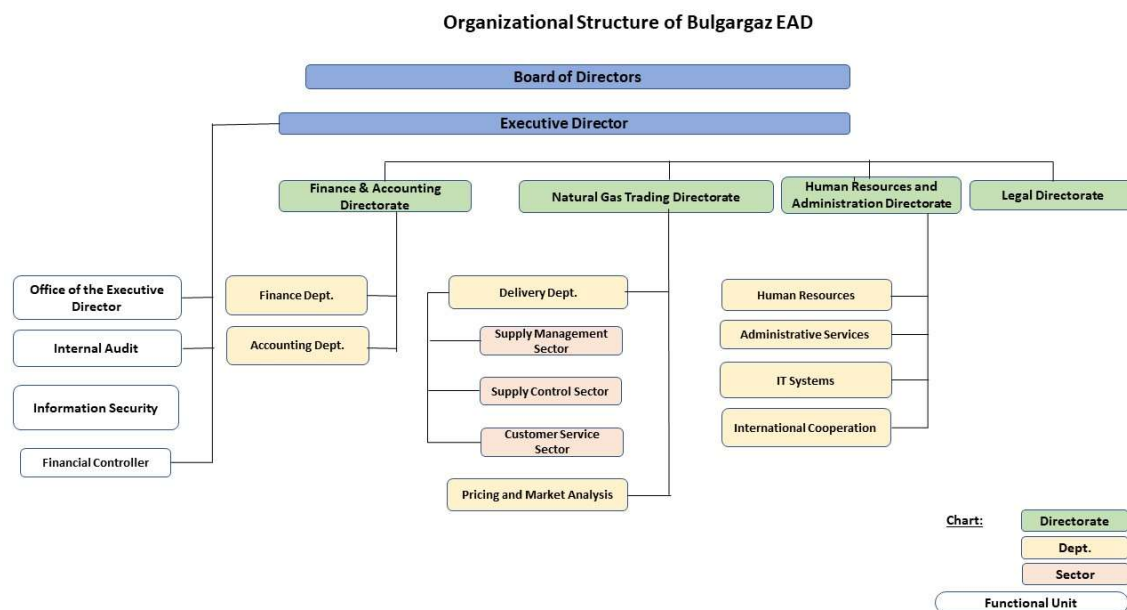 Organizational Structure of Bulgargaz EAD
Board of Directors
Executive Director
Finance & Accounting
Directorate
Natural Gas Trading Directorate
Human Resources and
Administration Directorate
Legal Directorate
Office of the Executive
Director
Internal Audit
Information Security
Financial Controller
Finance Dept.
Accounting Dept.
Delivery Dept.
Supply Management
Sector
Supply Control Sector
Customer Service
Sector
Pricing and Market Analysis
Human Resources
Administrative Services
IT Systems
International Cooperation
Chart:
Directorate
Dept.
Sector
Functional Unit